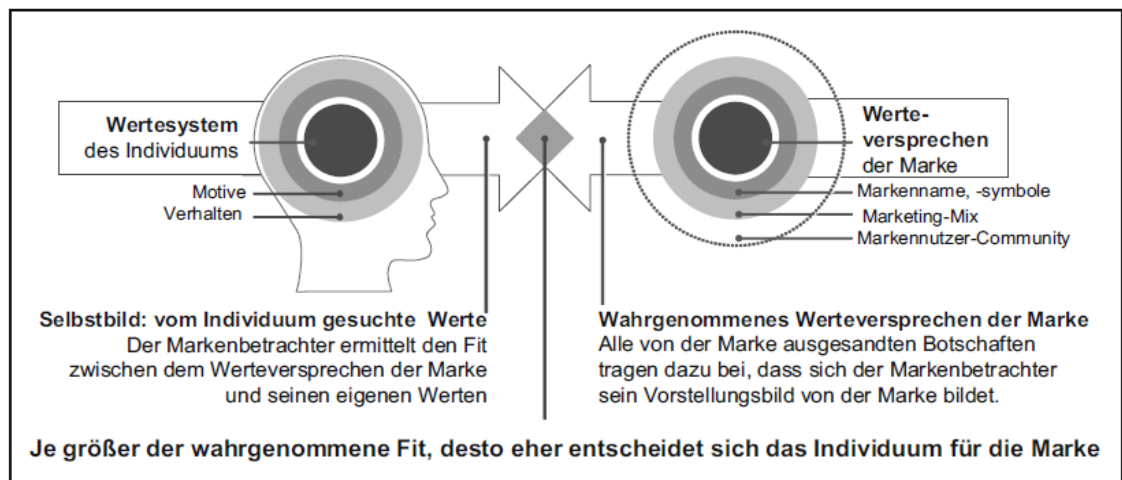 Wertesystem
des Individuums
Motive
Verhalten
Werte-
versprechen
der Marke
Markenname, -symbole
Marketing-Mix
Markennutzer-Community
Selbstbild: vom Individuum gesuchte Werte
Der Markenbetrachter ermittelt den Fit
zwischen dem Werteversprechen der Marke
und seinen eigenen Werten
Wahrgenommenes Werteversprechen der Marke
Alle von der Marke ausgesandten Botschaften
tragen dazu bei, dass sich der Markenbetrachter
sein Vorstellungsbild von der Marke bildet.
Je größer der wahrgenommene Fit, desto eher entscheidet sich das Individuum für die Marke